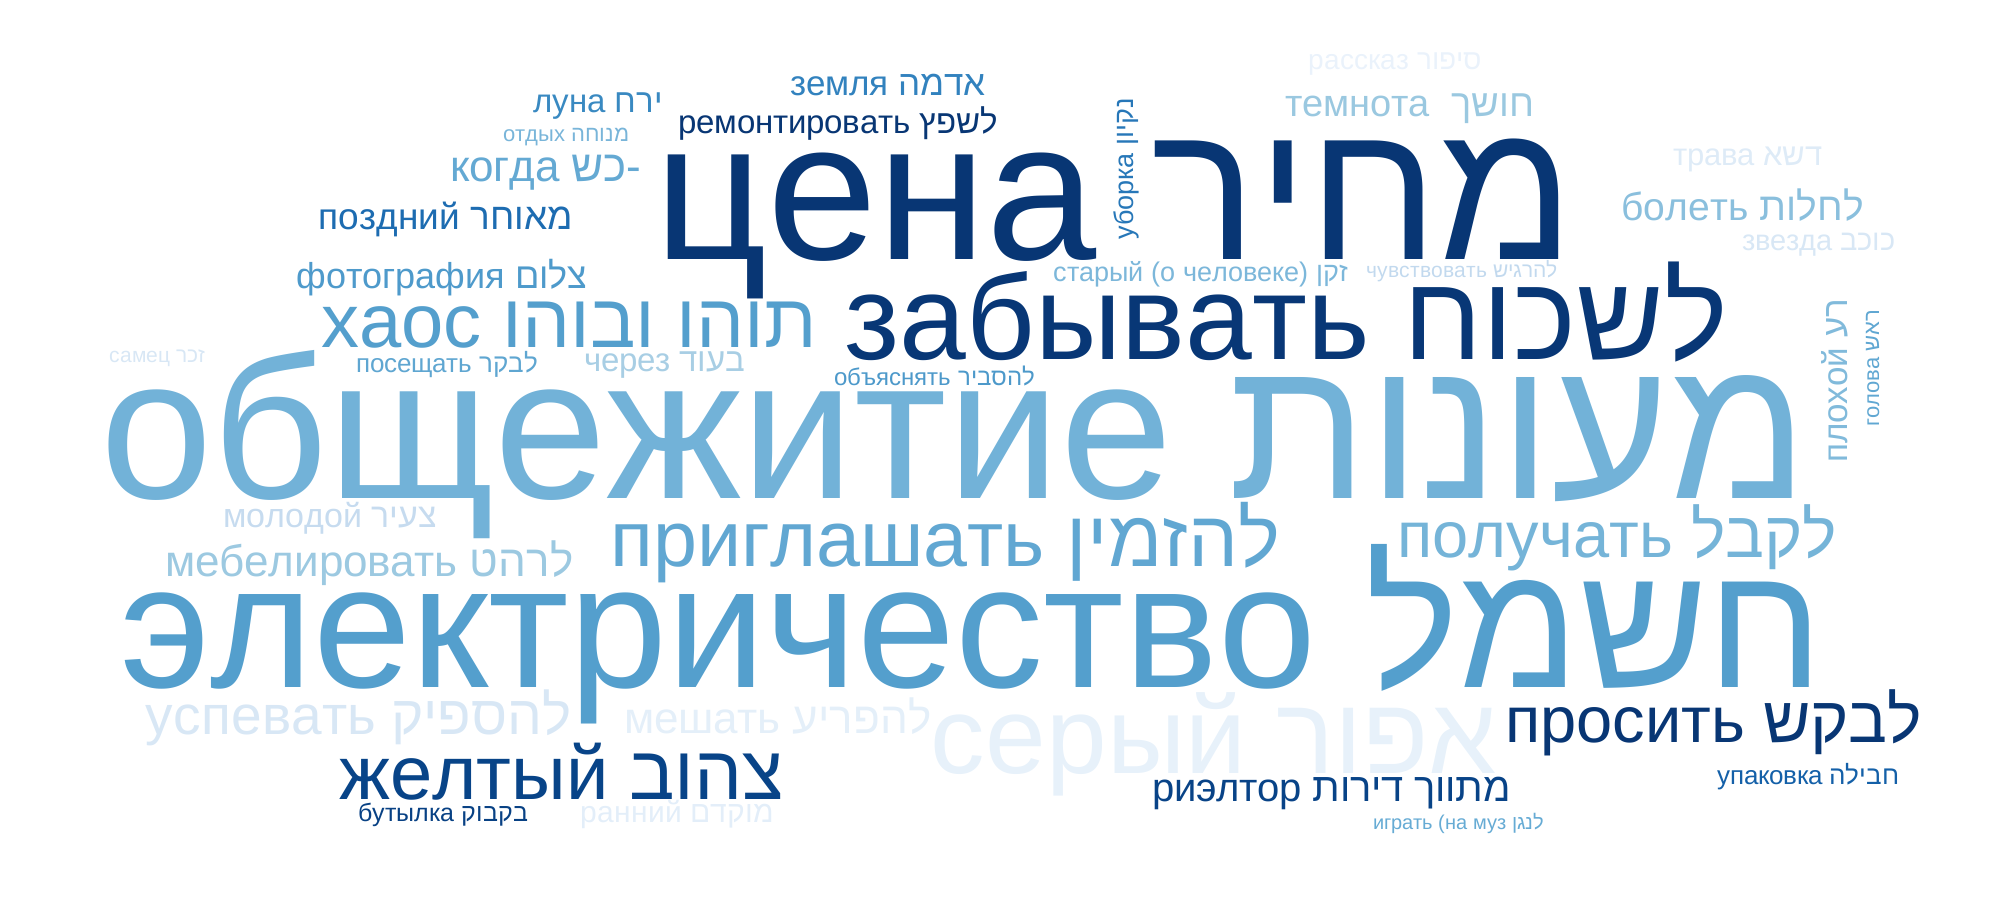 рассказ סיפור
земля אדמה
луна ירח
темнота חושך
ремонтировать לשפץ
отдых מנוחה
цена מחיר
уборка נקיון
трава דשא
когда כש-
болеть לחלות
поздний מאוחר
звезда כוכב
фотография צלום
старый (о человеке) זקן
чувствовать להרגיש
хаос תוהו ובוהו
забывать לשכוח
плохой רע
голова ראש
самец זכר
посещать לבקר
через בעוד
объяснять להסביר
общежитие מעונות
молодой צעיר
приглашать להזמין
получать לקבל
мебелировать לרהט
электричество חשמל
успевать להספיק
мешать להפריע
серый אפור
просить לבקש
желтый צהוב
упаковка חבילה
риэлтор מתווך דירות
бутылка בקבוק
ранний מוקדם
играть (на муз לנגן